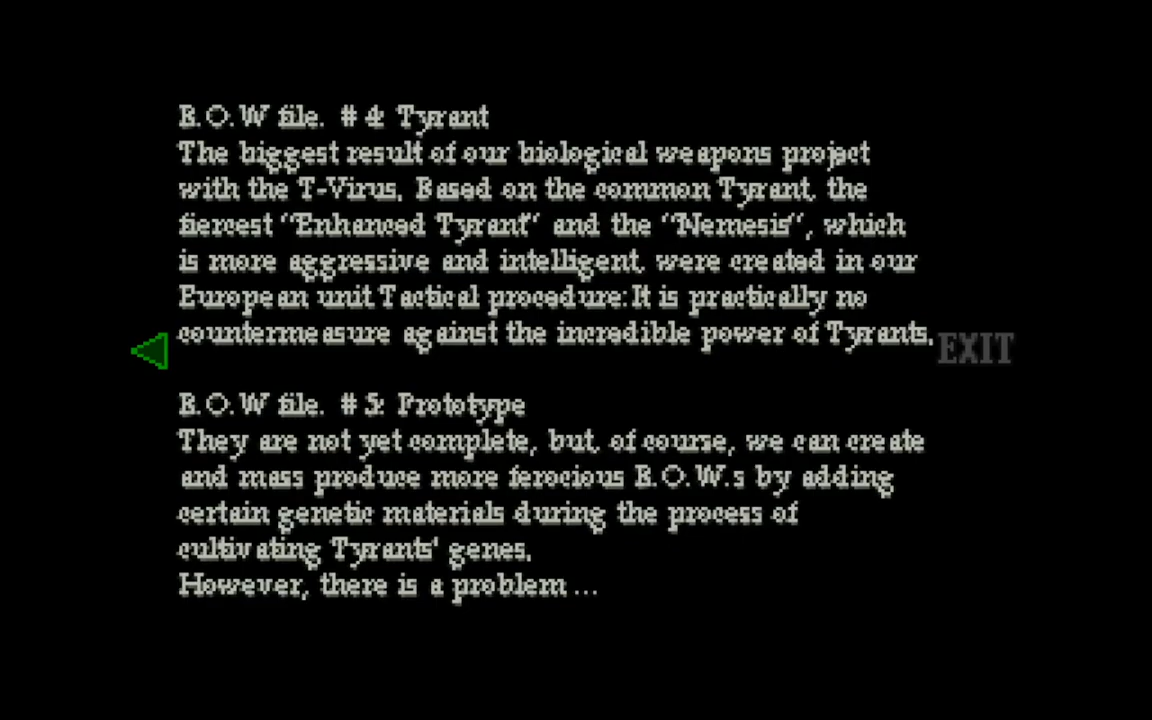 B.O.W file. # 4: Tyrant
The biggest result of our biological weapons project
with the T-Virus. Based on the common Tyrant, the
fiercest "Enhanced Tyrant" and the "Nemesis", which
is more aggressive and intelligent, were created in our
European unit Tactical procedure: It is practically no
countermeasure against the incredible power of Tyrants.
EXIT
B.O.W file. # 5: Prototype
They are not yet complete, but, of course, we can create
and mass produce more ferocious B.O.W.s by adding
certain genetic materials during the process of
cultivating Tyrants' genes.
However, there is a problem ...